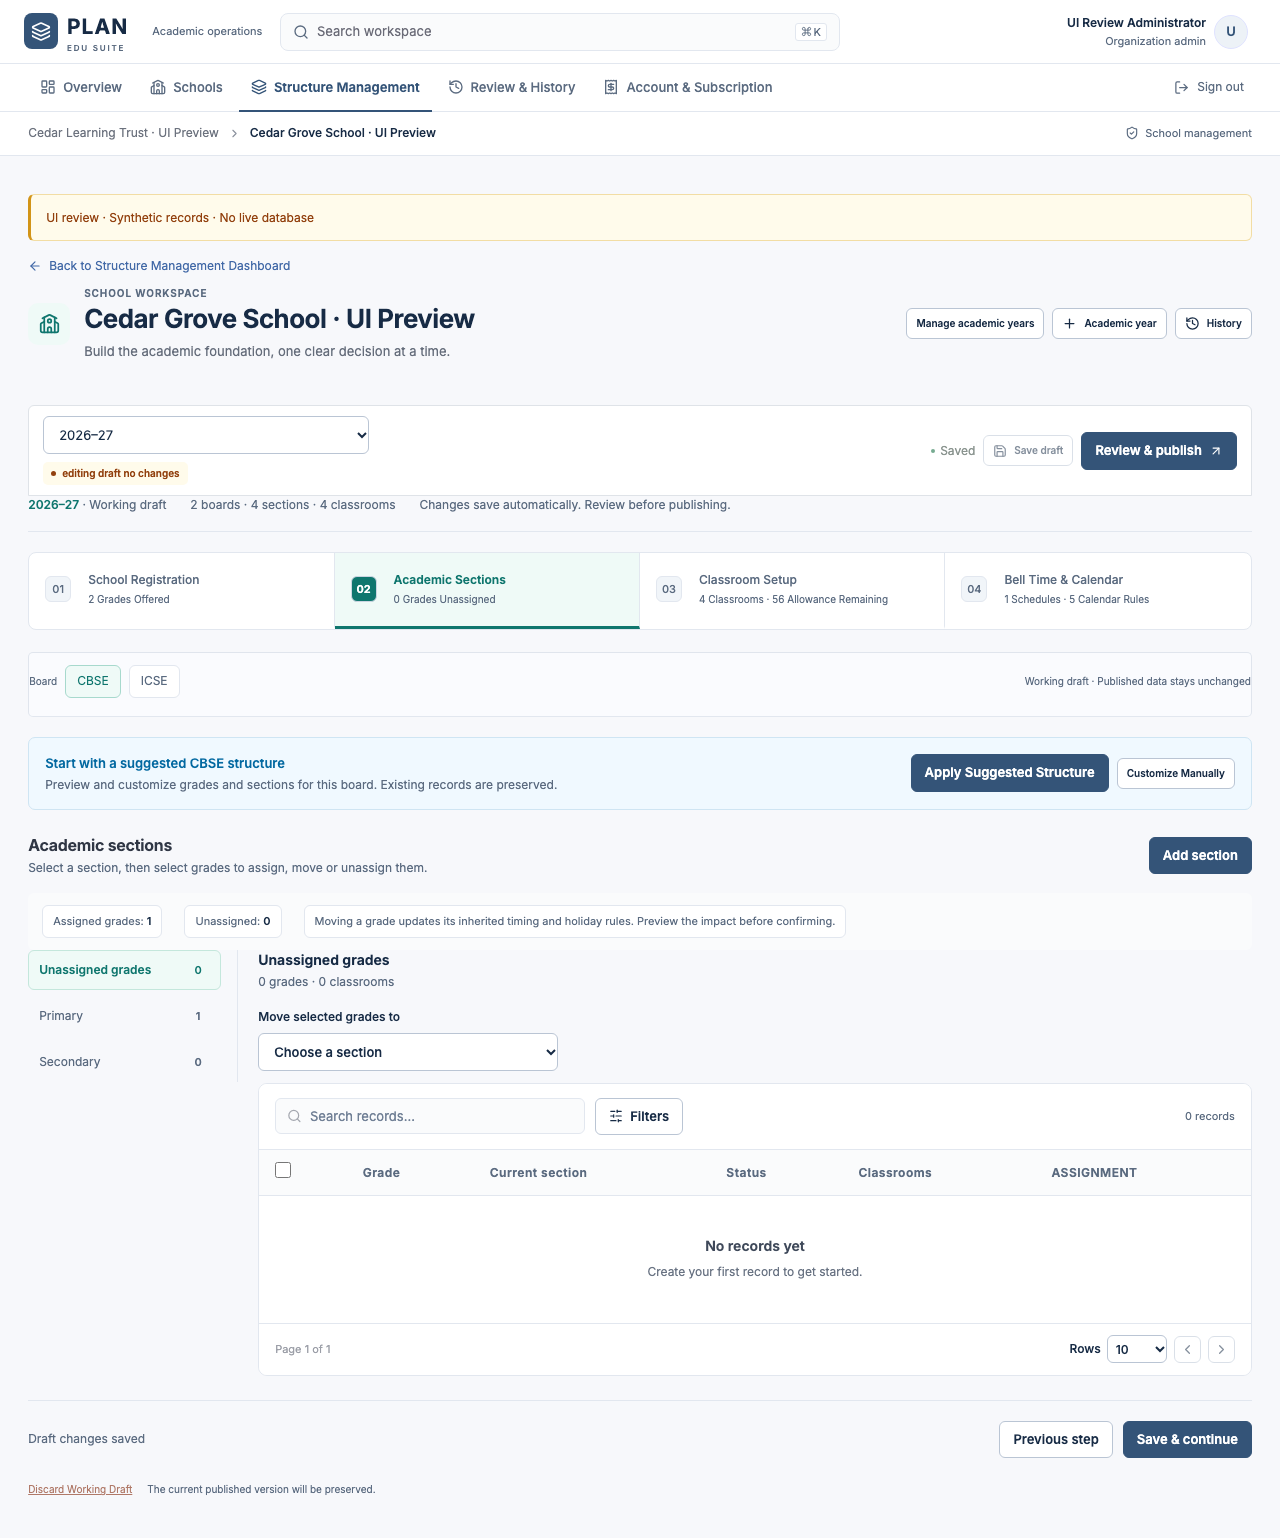 PLAN
EDU SUITE
Academic operations
Search workspace
⌘K
UI Review Administrator
Organization admin
U
Overview
Schools
Structure Management
Review & History
Account & Subscription
Sign out
Cedar Learning Trust · UI Preview
Cedar Grove School · UI Preview
School management
UI review · Synthetic records · No live database
Back to Structure Management Dashboard
SCHOOL WORKSPACE
Cedar Grove School · UI Preview
Build the academic foundation, one clear decision at a time.
Manage academic years
Academic year
History
2026–27
editing draft no changes
• Saved
Save draft
Review & publish
2026–27 · Working draft
2 boards · 4 sections · 4 classrooms
Changes save automatically. Review before publishing.
01
School Registration
2 Grades Offered
02
Academic Sections
0 Grades Unassigned
03
Classroom Setup
4 Classrooms · 56 Allowance Remaining
04
Bell Time & Calendar
1 Schedules · 5 Calendar Rules
Board
CBSE
ICSE
Working draft · Published data stays unchanged
Start with a suggested CBSE structure
Preview and customize grades and sections for this board. Existing records are preserved.
Apply Suggested Structure
Customize Manually
Academic sections
Select a section, then select grades to assign, move or unassign them.
Add section
Assigned grades: 1
Unassigned: 0
Moving a grade updates its inherited timing and holiday rules. Preview the impact before confirming.
Unassigned grades 0
Primary 1
Secondary 0
Unassigned grades
0 grades · 0 classrooms
Move selected grades to
Choose a section
Search records...
Filters
0 records
Grade
Current section
Status
Classrooms
ASSIGNMENT
No records yet
Create your first record to get started.
Page 1 of 1
Rows
10
Draft changes saved
Previous step
Save & continue
Discard Working Draft
The current published version will be preserved.